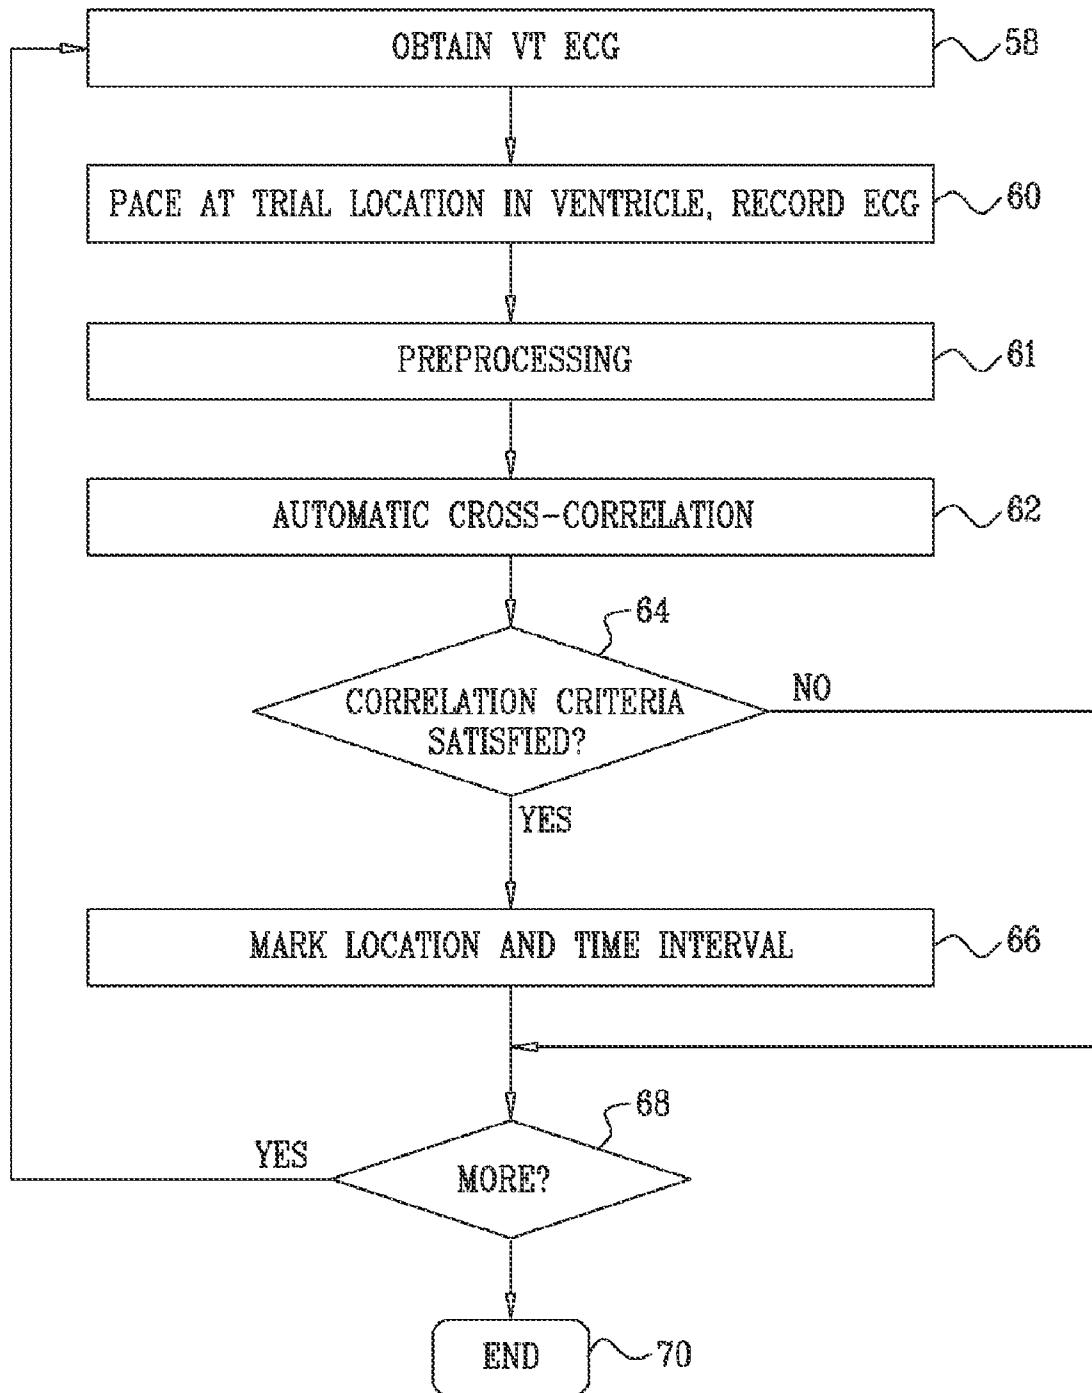 OBTAIN VT ECG
58
PACE AT TRIAL LOCATION IN VENTRICLE, RECORD ECG
60
PREPROCESSING
61
AUTOMATIC CROSS-CORRELATION
62
64
CORRELATION CRITERIA
SATISFIED?
NO
YES
MARK LOCATION AND TIME INTERVAL
66
68
YES
MORE?
END
70